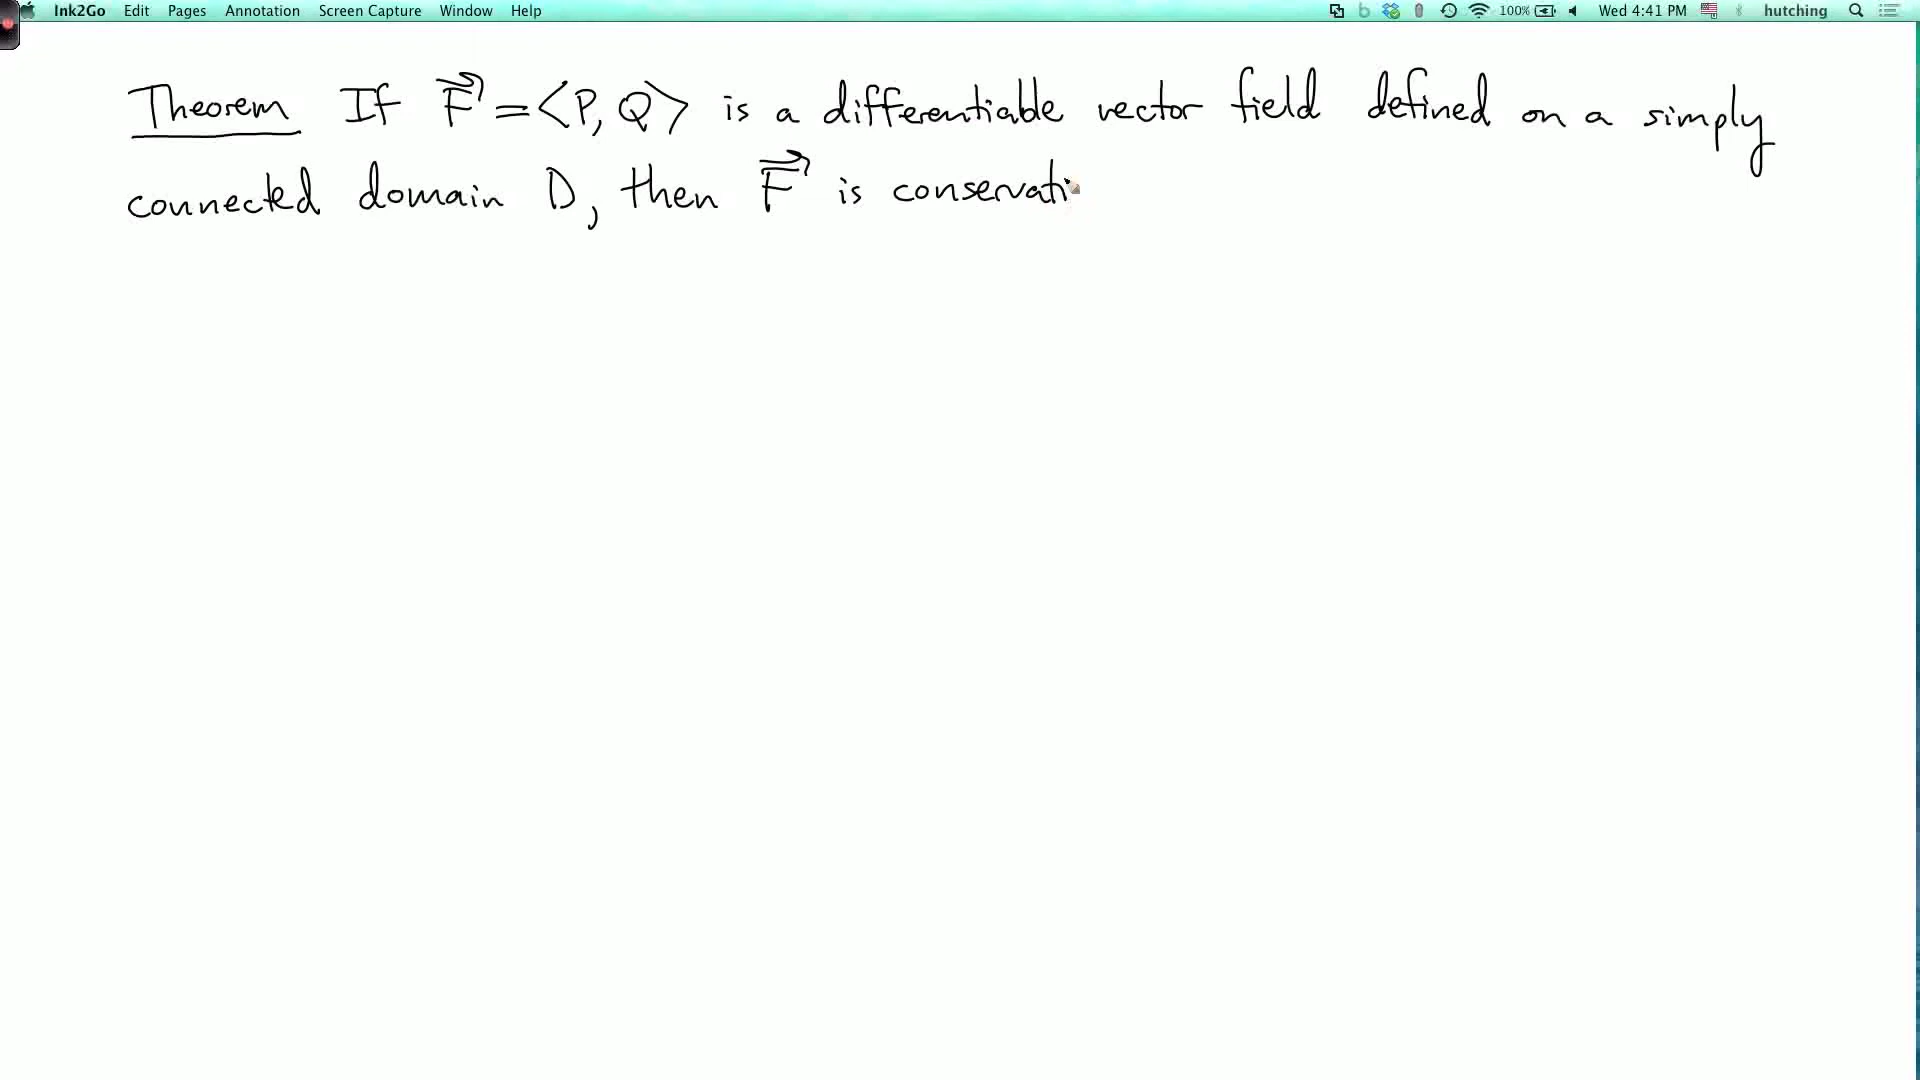 Ink2Go Edit Pages Annotation Screen Capture Window Help 100% Wed 4:41 PM hutching
Theorem If F⃗ = <P, Q> is a differentiable vector field defined on a simply
connected domain D, then F⃗ is conservati